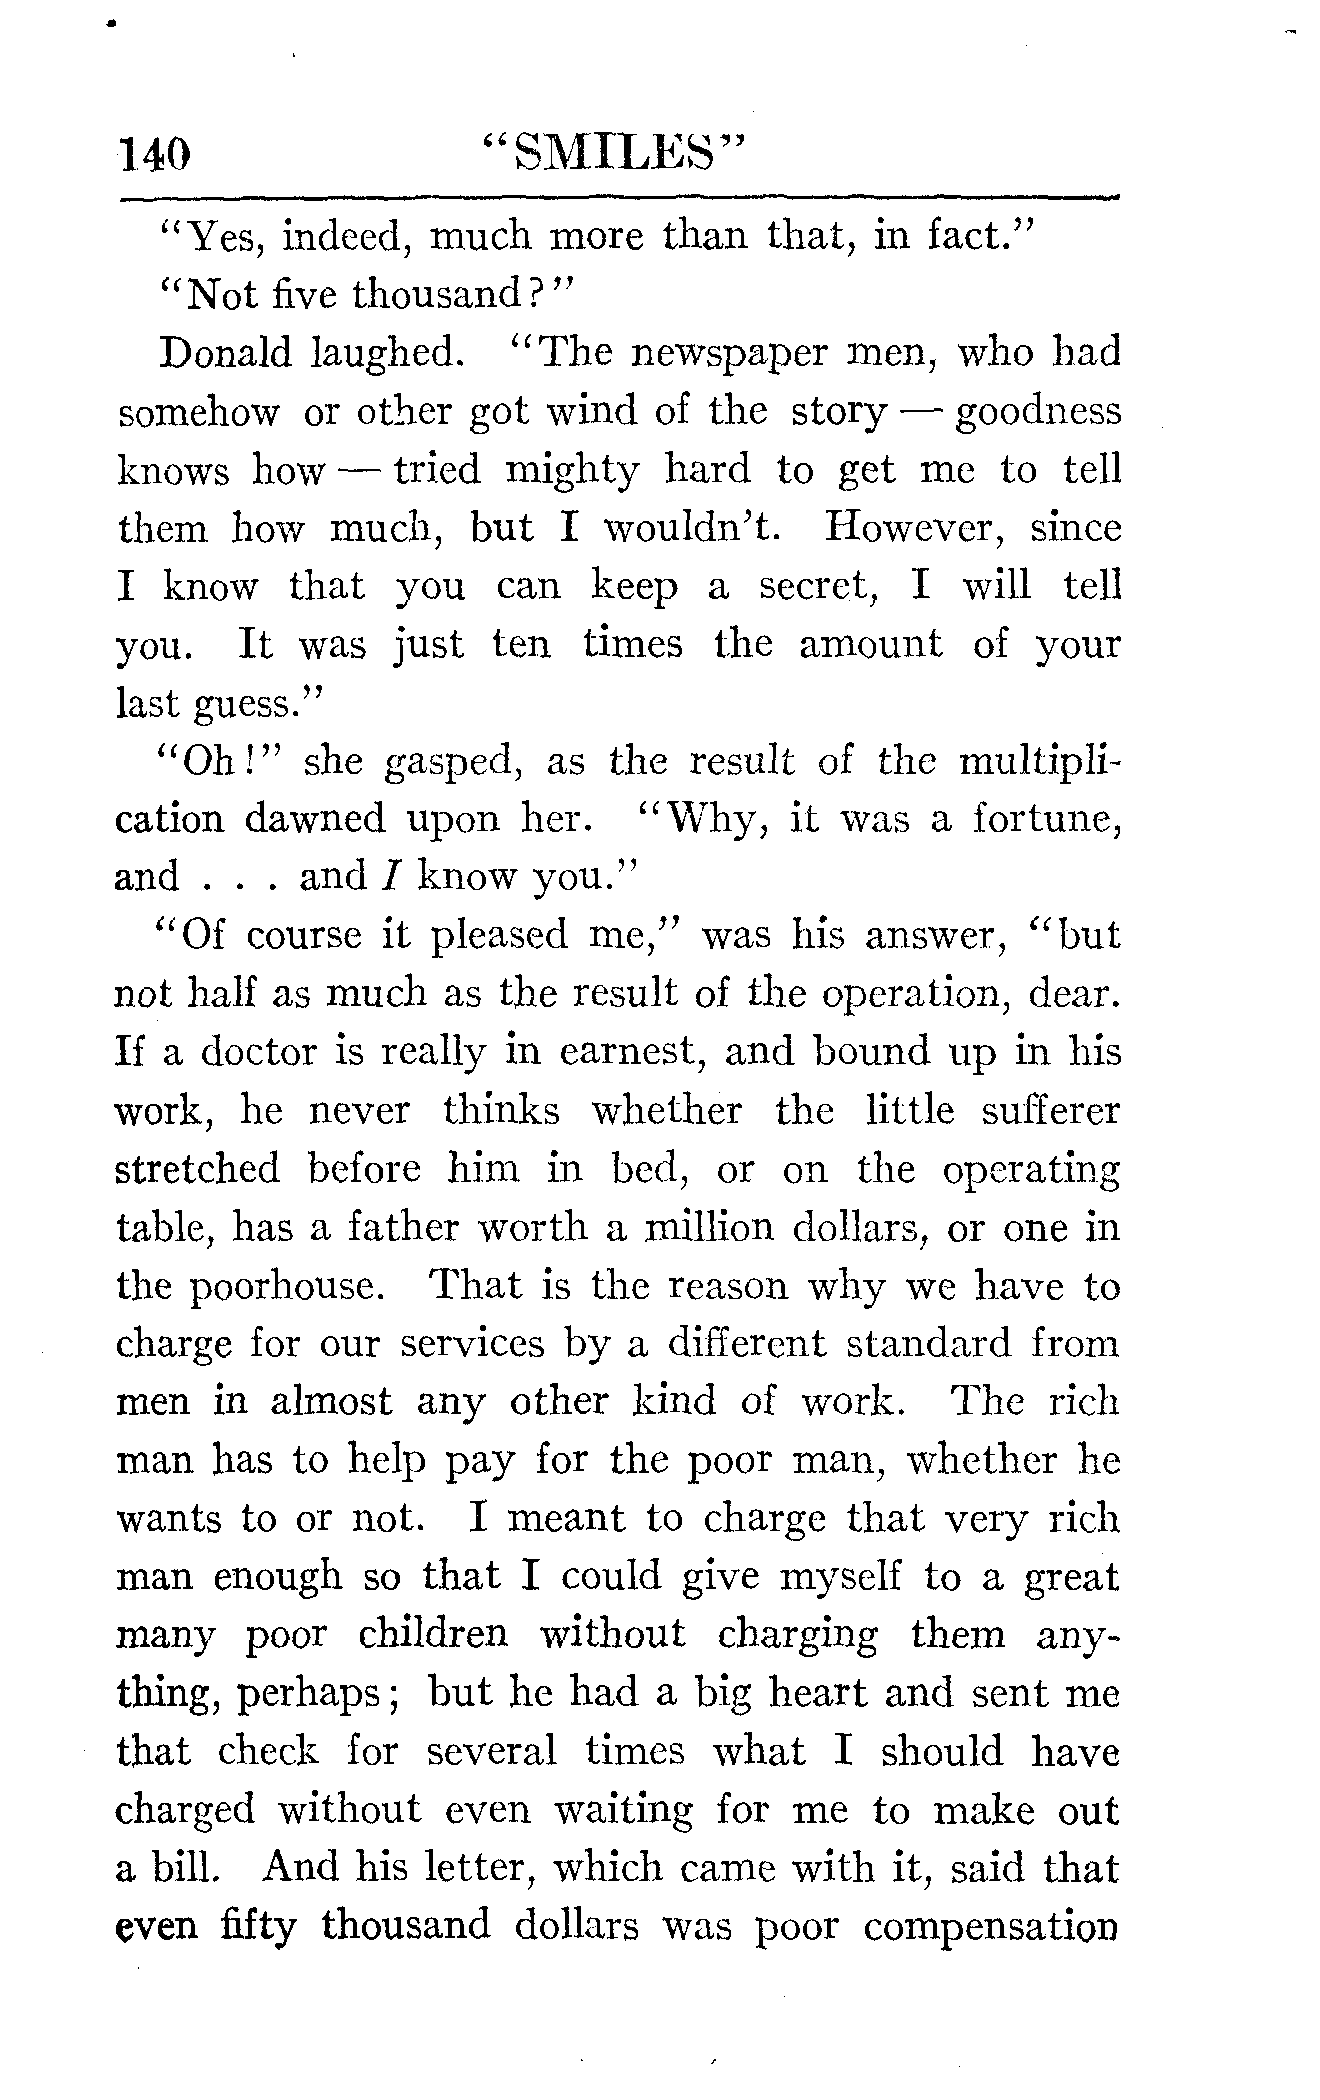 140 "SMILES"
"Yes, indeed, much more than that, in fact."
"Not five thousand?"
Donald laughed. "The newspaper men, who had
somehow or other got wind of the story — goodness
knows how — tried mighty hard to get me to tell
them how much, but I wouldn't. However, since
I know that you can keep a secret, I will tell
you. It was just ten times the amount of your
last guess."
"Oh!" she gasped, as the result of the multipli-
cation dawned upon her. "Why, it was a fortune,
and . . . and I know you."
"Of course it pleased me," was his answer, "but
not half as much as the result of the operation, dear.
If a doctor is really in earnest, and bound up in his
work, he never thinks whether the little sufferer
stretched before him in bed, or on the operating
table, has a father worth a million dollars, or one in
the poorhouse. That is the reason why we have to
charge for our services by a different standard from
men in almost any other kind of work. The rich
man has to help pay for the poor man, whether he
wants to or not. I meant to charge that very rich
man enough so that I could give myself to a great
many poor children without charging them any-
thing, perhaps; but he had a big heart and sent me
that check for several times what I should have
charged without even waiting for me to make out
a bill. And his letter, which came with it, said that
even fifty thousand dollars was poor compensation